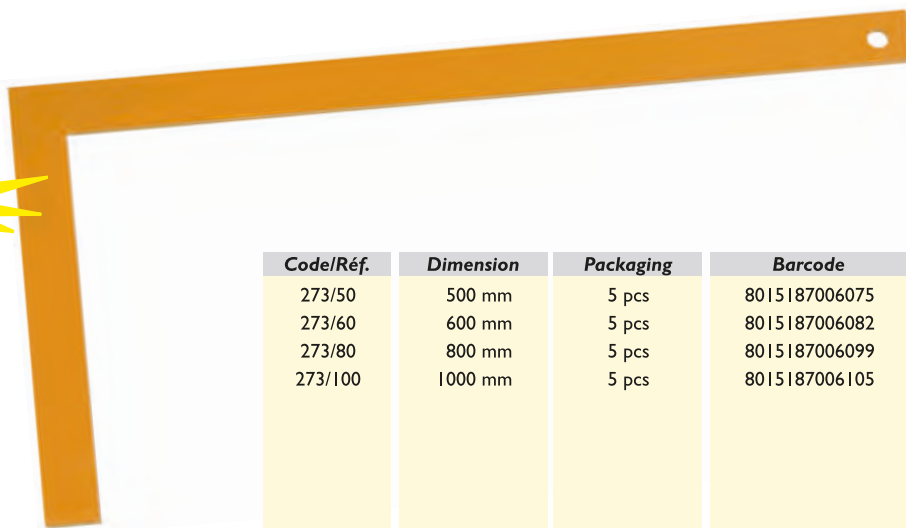 Code/Réf. Dimension Packaging Barcode
273/50 500 mm 5 pcs 8015187006075
273/60 600 mm 5 pcs 8015187006082
273/80 800 mm 5 pcs 8015187006099
273/100 1000 mm 5 pcs 8015187006105